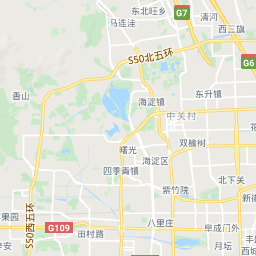 东北旺乡
G7
清河
马连洼
西三旗
S50北五环
G6
香山
东升镇
海淀镇
中关村
双榆树
曙光
海淀区
四季青镇
紫竹院
北下关
苹果园
S50西五环
G109
八里庄
田村路
早成门外
月坛